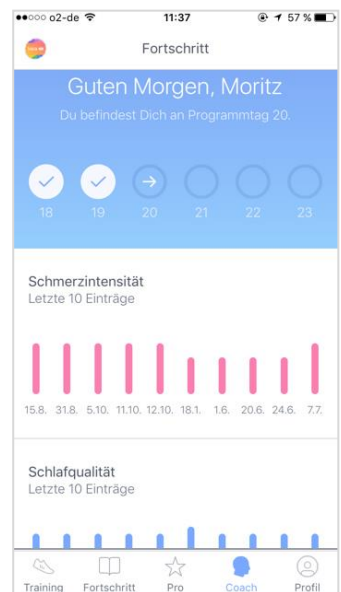 o2-de 11:37 57 %
Fortschritt
Guten Morgen, Moritz
Du befindest Dich an Programmtag 20.
18 19 20 21 22 23
Schmerzintensität
Letzte 10 Einträge
15.8. 31.8. 5.10. 11.10. 12.10. 18.1. 1.6. 20.6. 24.6. 7.7.
Schlafqualität
Letzte 10 Einträge
Training Fortschritt Pro Coach Profil